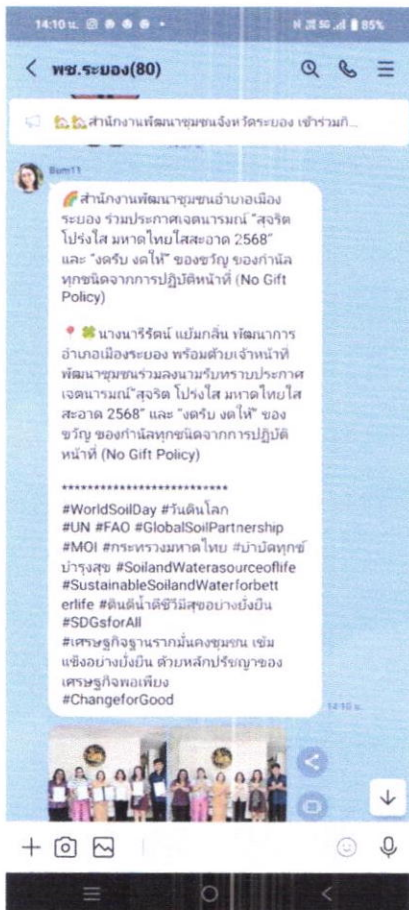 14:10 น.
5G 85%
พช.ระยอง(80)
สำนักงานพัฒนาชุมชนจังหวัดระยอง เข้าร่วมกิ...
Bum11
🌈สำนักงานพัฒนาชุมชนอำเภอเมือง
ระยอง ร่วมประกาศเจตนารมณ์ "สุจริต
โปร่งใส มหาดไทยใสสะอาด 2568"
และ "งดรับ งดให้" ของขวัญ ของกำนัล
ทุกชนิดจากการปฏิบัติหน้าที่ (No Gift
Policy)
📍 🍀 นางนารีรัตน์ แย้มกลิ่น พัฒนาการ
อำเภอเมืองระยอง พร้อมด้วยเจ้าหน้าที่
พัฒนาชุมชนร่วมลงนามรับทราบประกาศ
เจตนารมณ์"สุจริต โปร่งใส มหาดไทยใส
สะอาด 2568" และ "งดรับ งดให้" ของ
ขวัญ ของกำนัลทุกชนิดจากการปฏิบัติ
หน้าที่ (No Gift Policy)
**************************
#WorldSoilDay #วันดินโลก
#UN #FAO #GlobalSoilPartnership
#MOI #กระทรวงมหาดไทย #บำบัดทุกข์
บำรุงสุข #SoilandWaterasourceoflife
#SustainableSoilandWaterforbett
erlife #ดินดีน้ำดีชีวีมีสุขอย่างยั่งยืน
#SDGsforAll
#เศรษฐกิจฐานรากมั่นคงชุมชน เข้ม
แข็งอย่างยั่งยืน ด้วยหลักปรัชญาของ
เศรษฐกิจพอเพียง
#ChangeforGood
14:10 น.